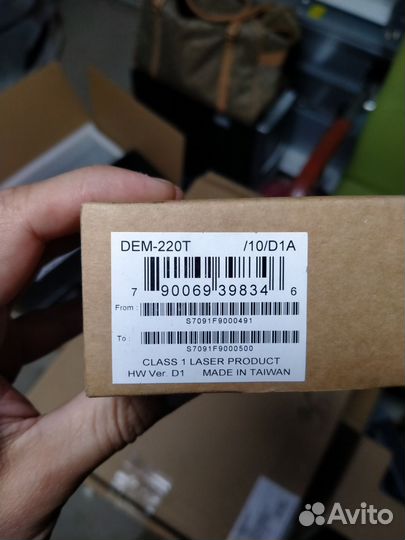 DEM-220T /10/D1A
7 90069 39834 6
From :
S7091F9000491
To :
S7091F9000500
CLASS 1 LASER PRODUCT
HW Ver. D1 MADE IN TAIWAN
Avito